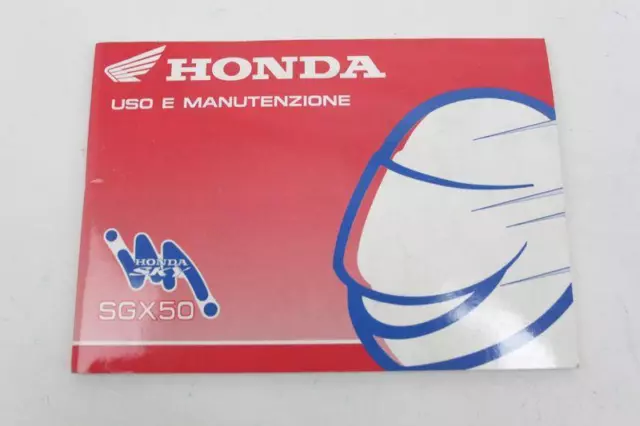 HONDA
USO E MANUTENZIONE
HONDA
SKY
SGX50